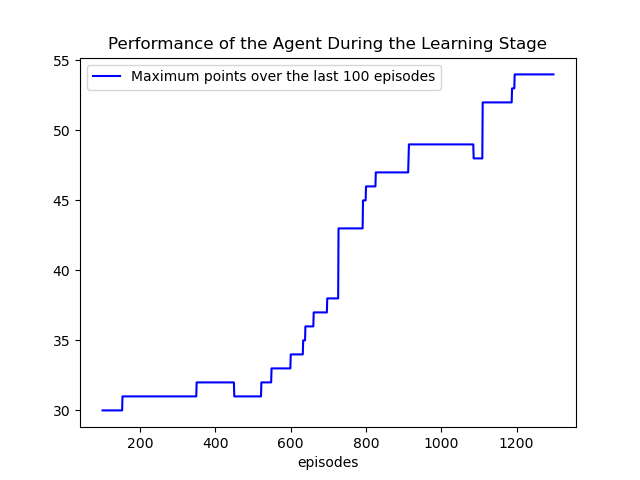 Performance of the Agent During the Learning Stage
Maximum points over the last 100 episodes
55
50
45
40
35
30
200 400 600 800 1000 1200
episodes